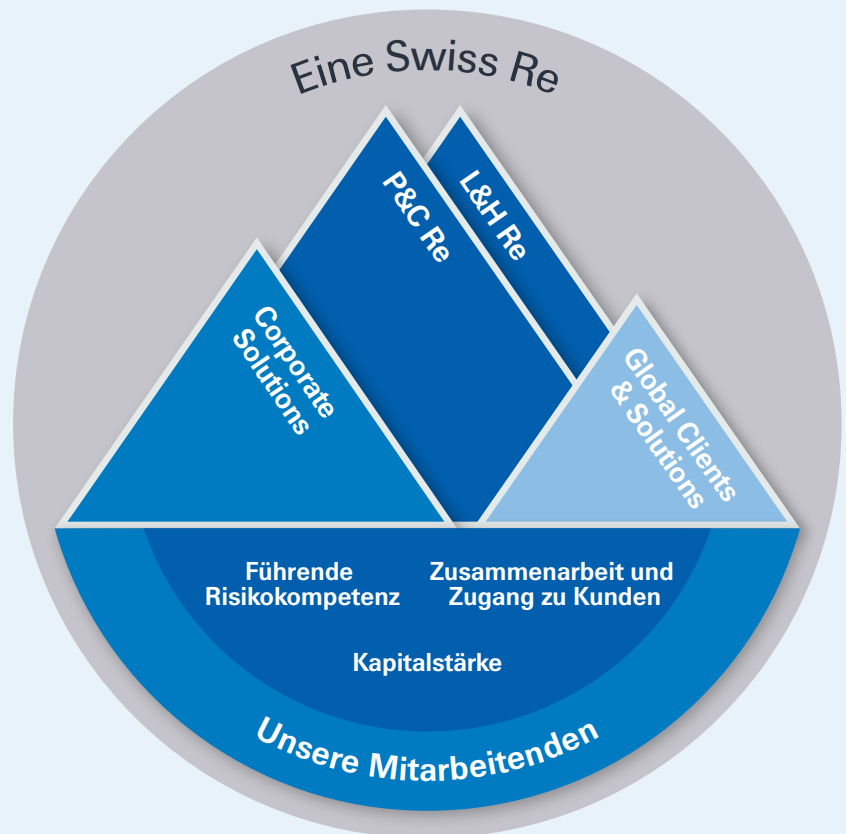 Eine Swiss Re
P&C Re
L&H Re
Corporate
Solutions
Global Clients
& Solutions
Führende
Risikokompetenz
Zusammenarbeit und
Zugang zu Kunden
Kapitalstärke
Unsere Mitarbeitenden